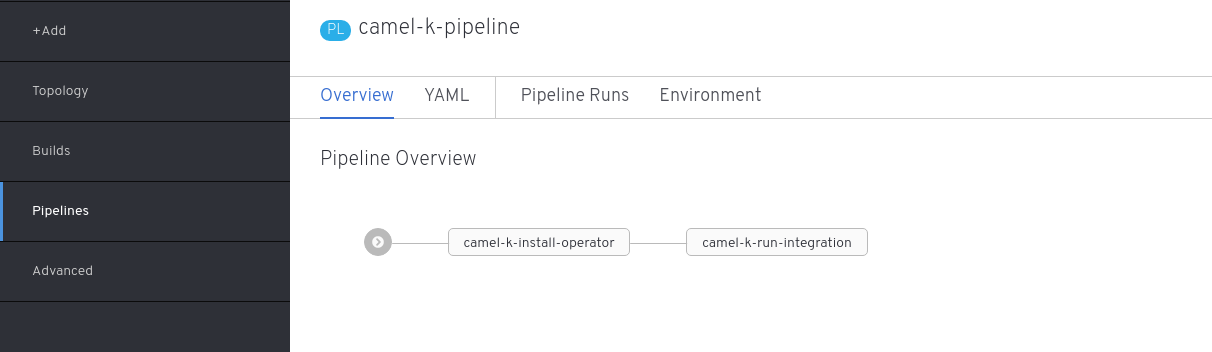 +Add
Topology
Builds
Pipelines
Advanced
PL camel-k-pipeline
Overview YAML Pipeline Runs Environment
Pipeline Overview
camel-k-install-operator camel-k-run-integration